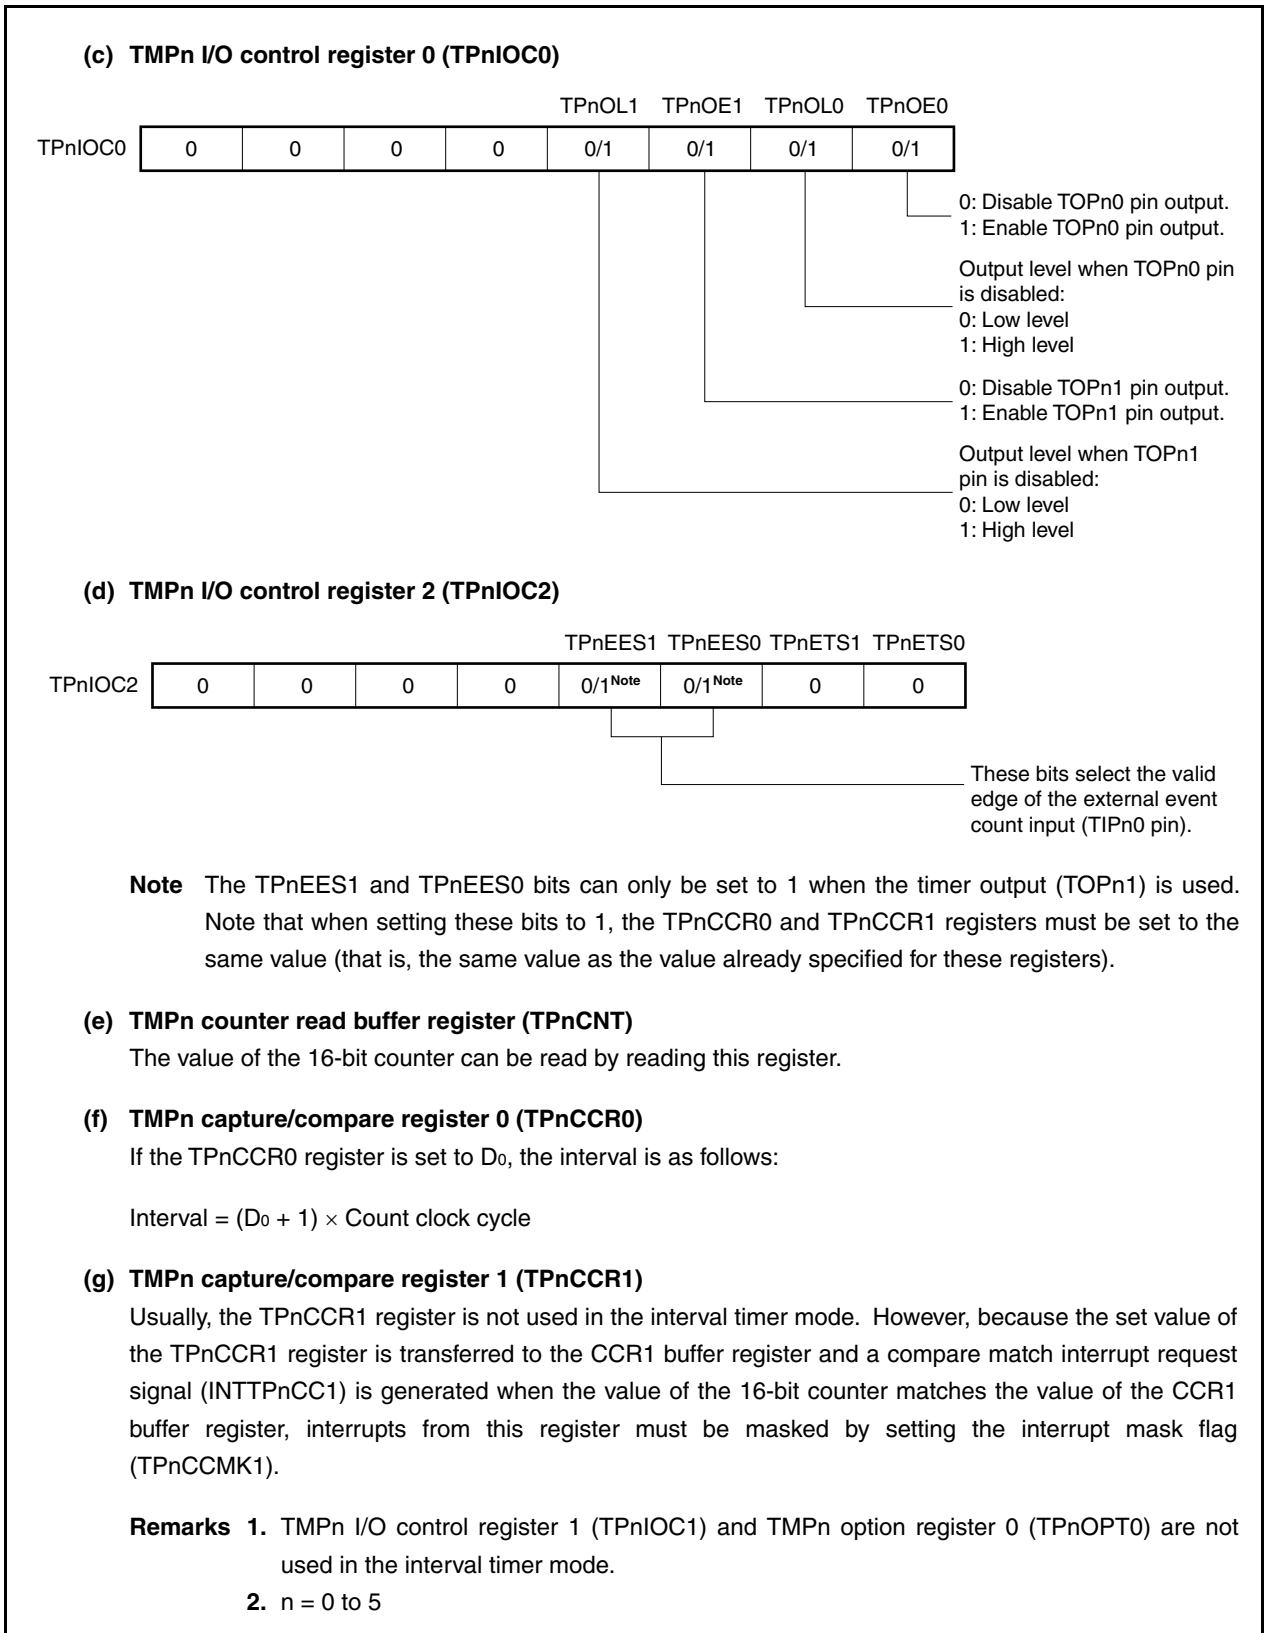 (c) TMPn I/O control register 0 (TPnIOC0)
TPnOL1 TPnOE1 TPnOL0 TPnOE0
TPnIOC0 0 0 0 0 0/1 0/1 0/1 0/1
0: Disable TOPn0 pin output.
1: Enable TOPn0 pin output.
Output level when TOPn0 pin
is disabled:
0: Low level
1: High level
0: Disable TOPn1 pin output.
1: Enable TOPn1 pin output.
Output level when TOPn1
pin is disabled:
0: Low level
1: High level
(d) TMPn I/O control register 2 (TPnIOC2)
TPnEES1 TPnEES0 TPnETS1 TPnETS0
TPnIOC2 0 0 0 0 0/1Note 0/1Note 0 0
These bits select the valid
edge of the external event
count input (TIPn0 pin).
Note The TPnEES1 and TPnEES0 bits can only be set to 1 when the timer output (TOPn1) is used.
Note that when setting these bits to 1, the TPnCCR0 and TPnCCR1 registers must be set to the
same value (that is, the same value as the value already specified for these registers).
(e) TMPn counter read buffer register (TPnCNT)
The value of the 16-bit counter can be read by reading this register.
(f) TMPn capture/compare register 0 (TPnCCR0)
If the TPnCCR0 register is set to D0, the interval is as follows:
Interval = (D0 + 1) × Count clock cycle
(g) TMPn capture/compare register 1 (TPnCCR1)
Usually, the TPnCCR1 register is not used in the interval timer mode. However, because the set value of
the TPnCCR1 register is transferred to the CCR1 buffer register and a compare match interrupt request
signal (INTTPnCC1) is generated when the value of the 16-bit counter matches the value of the CCR1
buffer register, interrupts from this register must be masked by setting the interrupt mask flag
(TPnCCMK1).
Remarks 1. TMPn I/O control register 1 (TPnIOC1) and TMPn option register 0 (TPnOPT0) are not
used in the interval timer mode.
2. n = 0 to 5